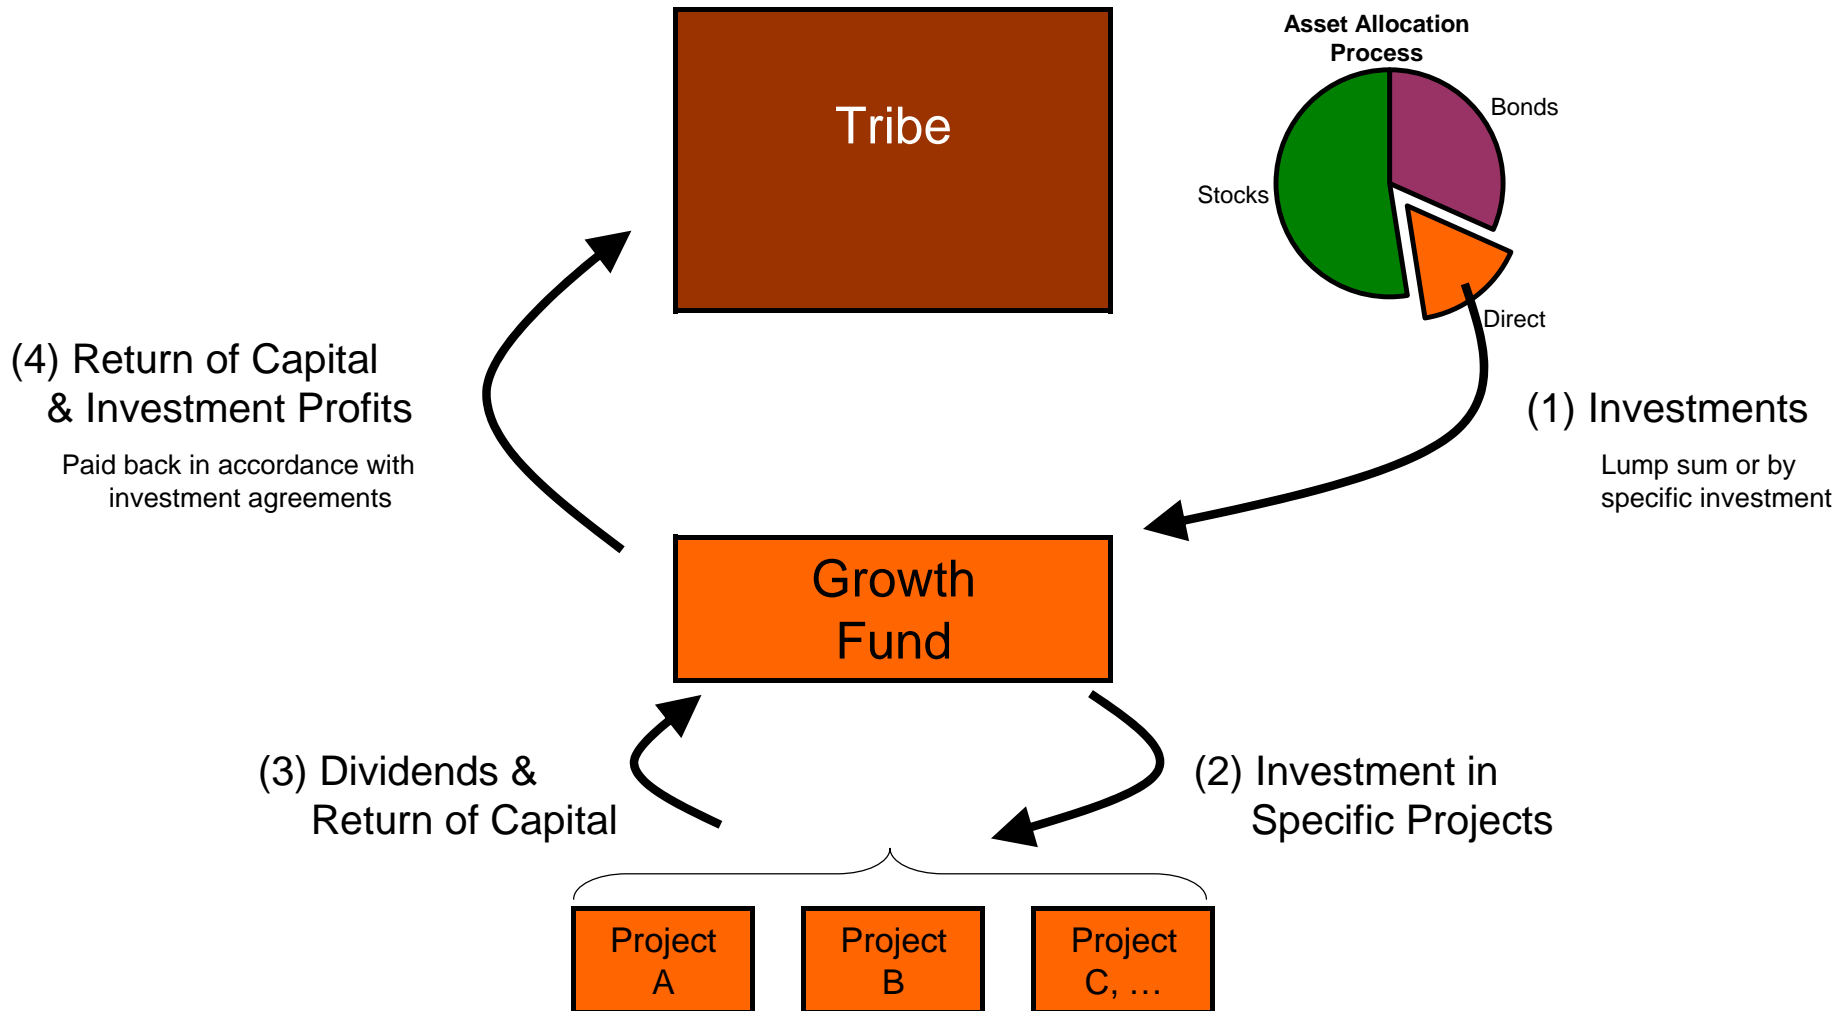 Asset Allocation
Process
Tribe
Bonds
Stocks
Direct
(4) Return of Capital
& Investment Profits
Paid back in accordance with
investment agreements
(1) Investments
Lump sum or by
specific investment
Growth
Fund
(3) Dividends &
Return of Capital
(2) Investment in
Specific Projects
Project
A
Project
B
Project
C, …